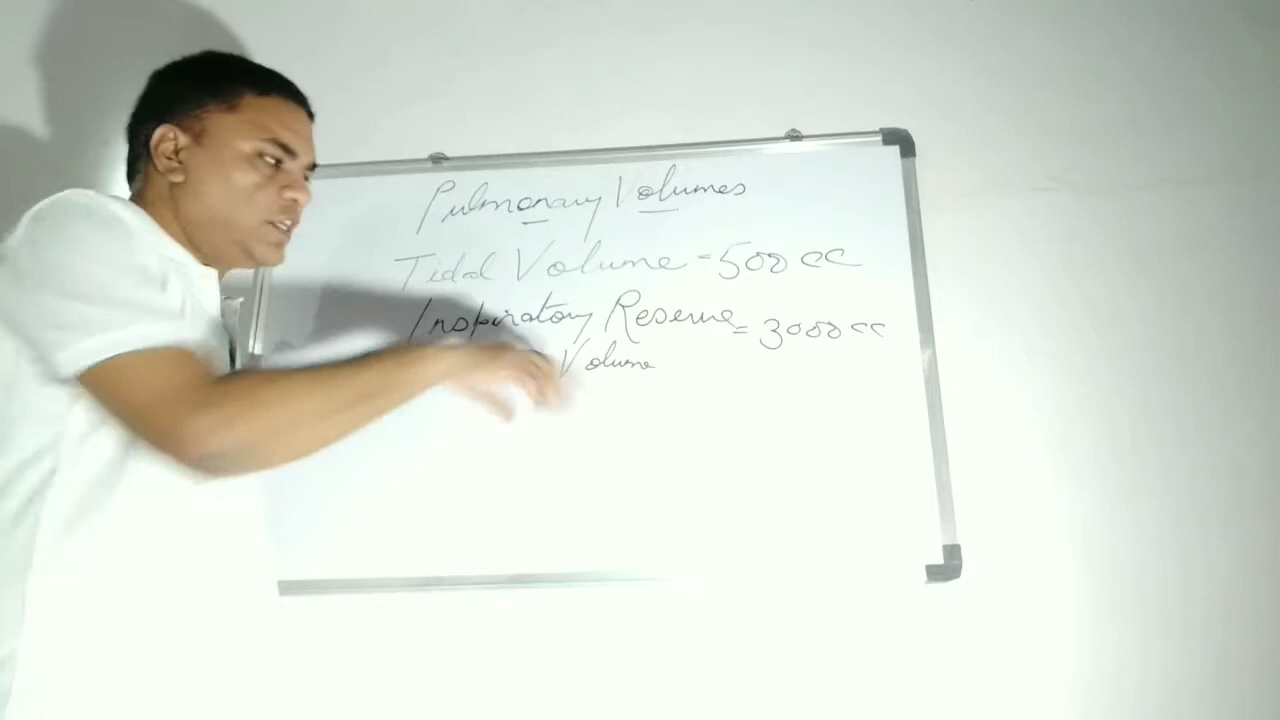 Pulmonary Volumes
Tidal Volume = 500 cc
Inspiratory Reserve = 3000 cc
Volume